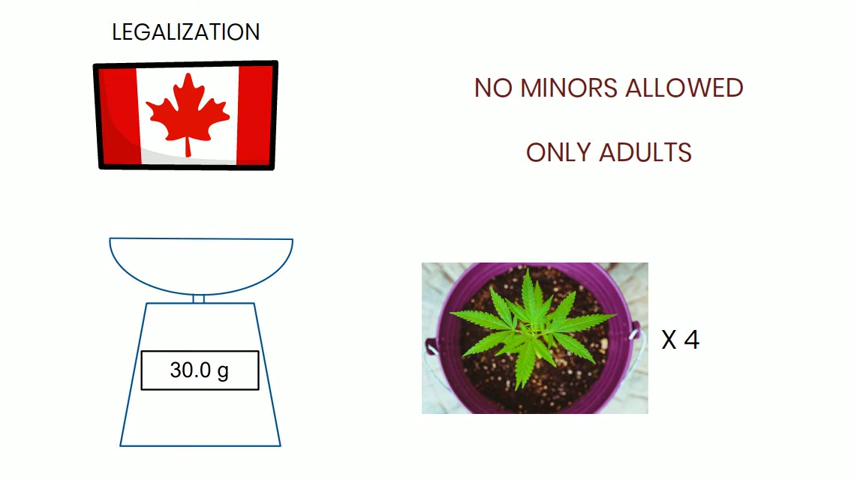 LEGALIZATION
NO MINORS ALLOWED
ONLY ADULTS
30.0 g
X 4